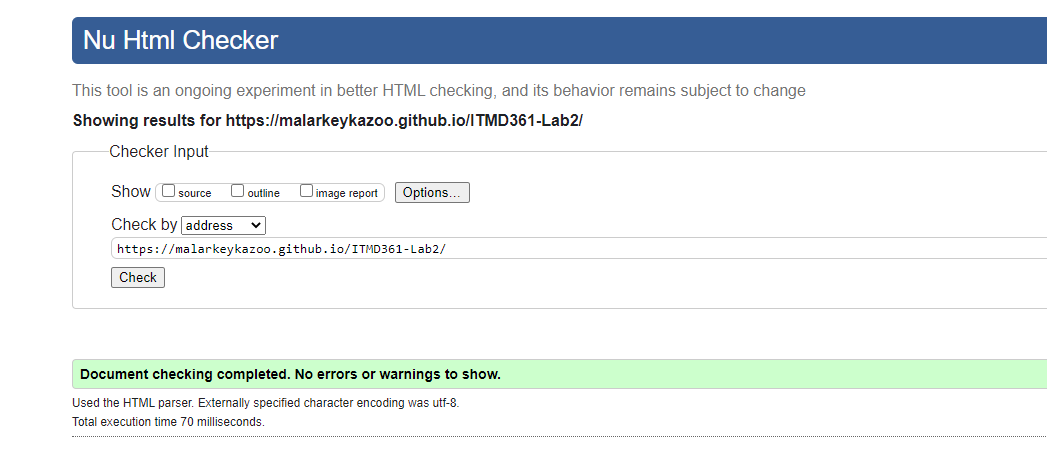 Nu Html Checker
This tool is an ongoing experiment in better HTML checking, and its behavior remains subject to change
Showing results for https://malarkeykazoo.github.io/ITMD361-Lab2/
Checker Input
Show source outline image report Options...
Check by address
https://malarkeykazoo.github.io/ITMD361-Lab2/
Check
Document checking completed. No errors or warnings to show.
Used the HTML parser. Externally specified character encoding was utf-8.
Total execution time 70 milliseconds.